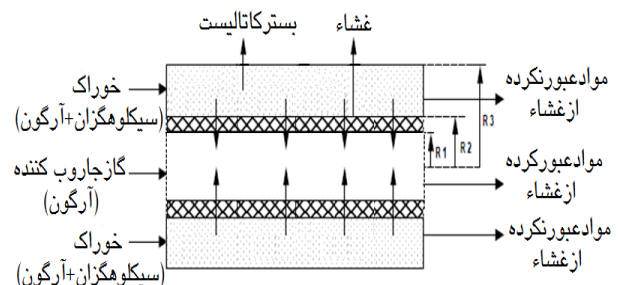 بسترکاتالیست
غشاء
خوراک
(سیکلوهگزان+آرگون)
موادعبورنکرده
ازغشاء
R3
R2
R1
گازجاروب کننده
(آرگون)
موادعبورکرده
ازغشاء
خوراک
(سیکلوهگزان+آرگون)
موادعبورنکرده
ازغشاء